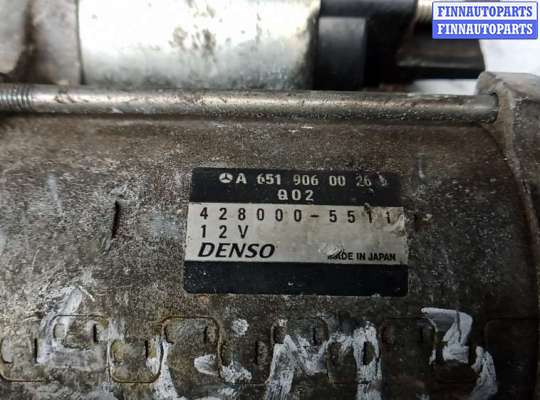 FINNAUTOPARTS
FINNAUTOPARTS
A 651 906 00 26
Q02
428000-5511
12V
DENSO
MADE IN JAPAN